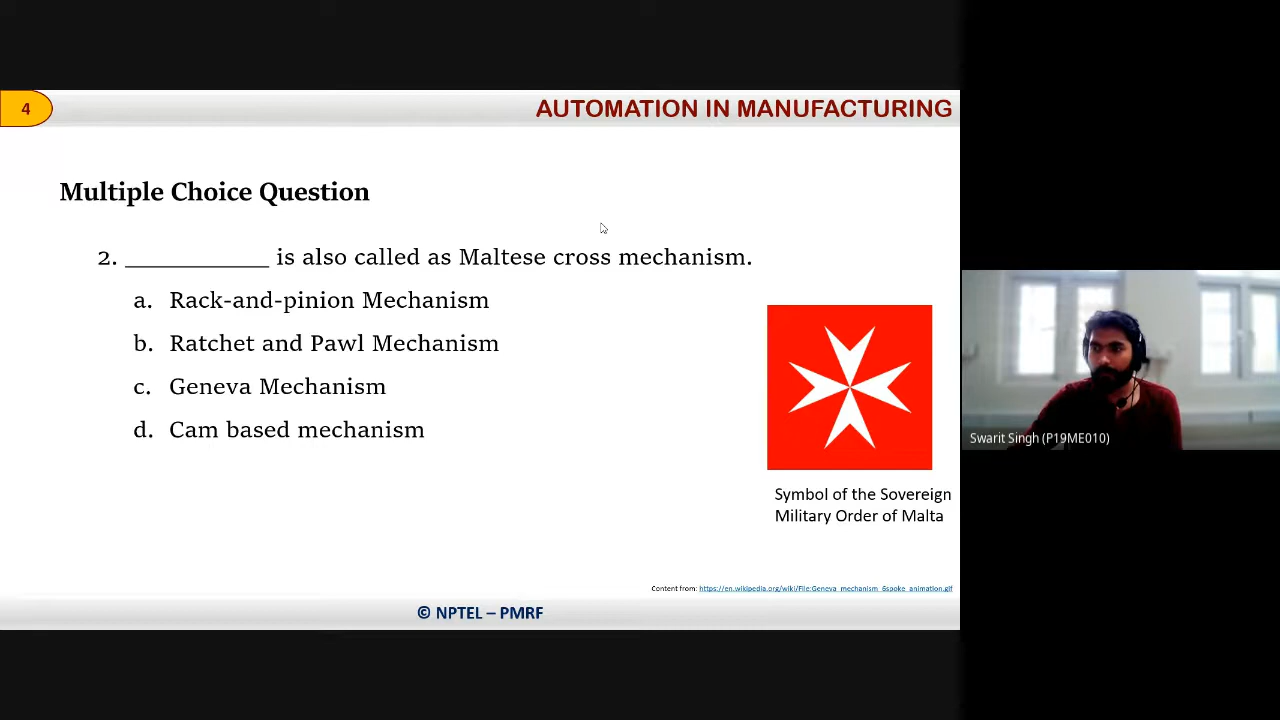 4
AUTOMATION IN MANUFACTURING
Multiple Choice Question
2. ____________ is also called as Maltese cross mechanism.
a. Rack-and-pinion Mechanism
b. Ratchet and Pawl Mechanism
c. Geneva Mechanism
d. Cam based mechanism
Symbol of the Sovereign
Military Order of Malta
Swarit Singh (P19ME010)
Content from: https://en.wikipedia.org/wiki/File:Geneva_mechanism_6spoke_animation.gif
© NPTEL – PMRF